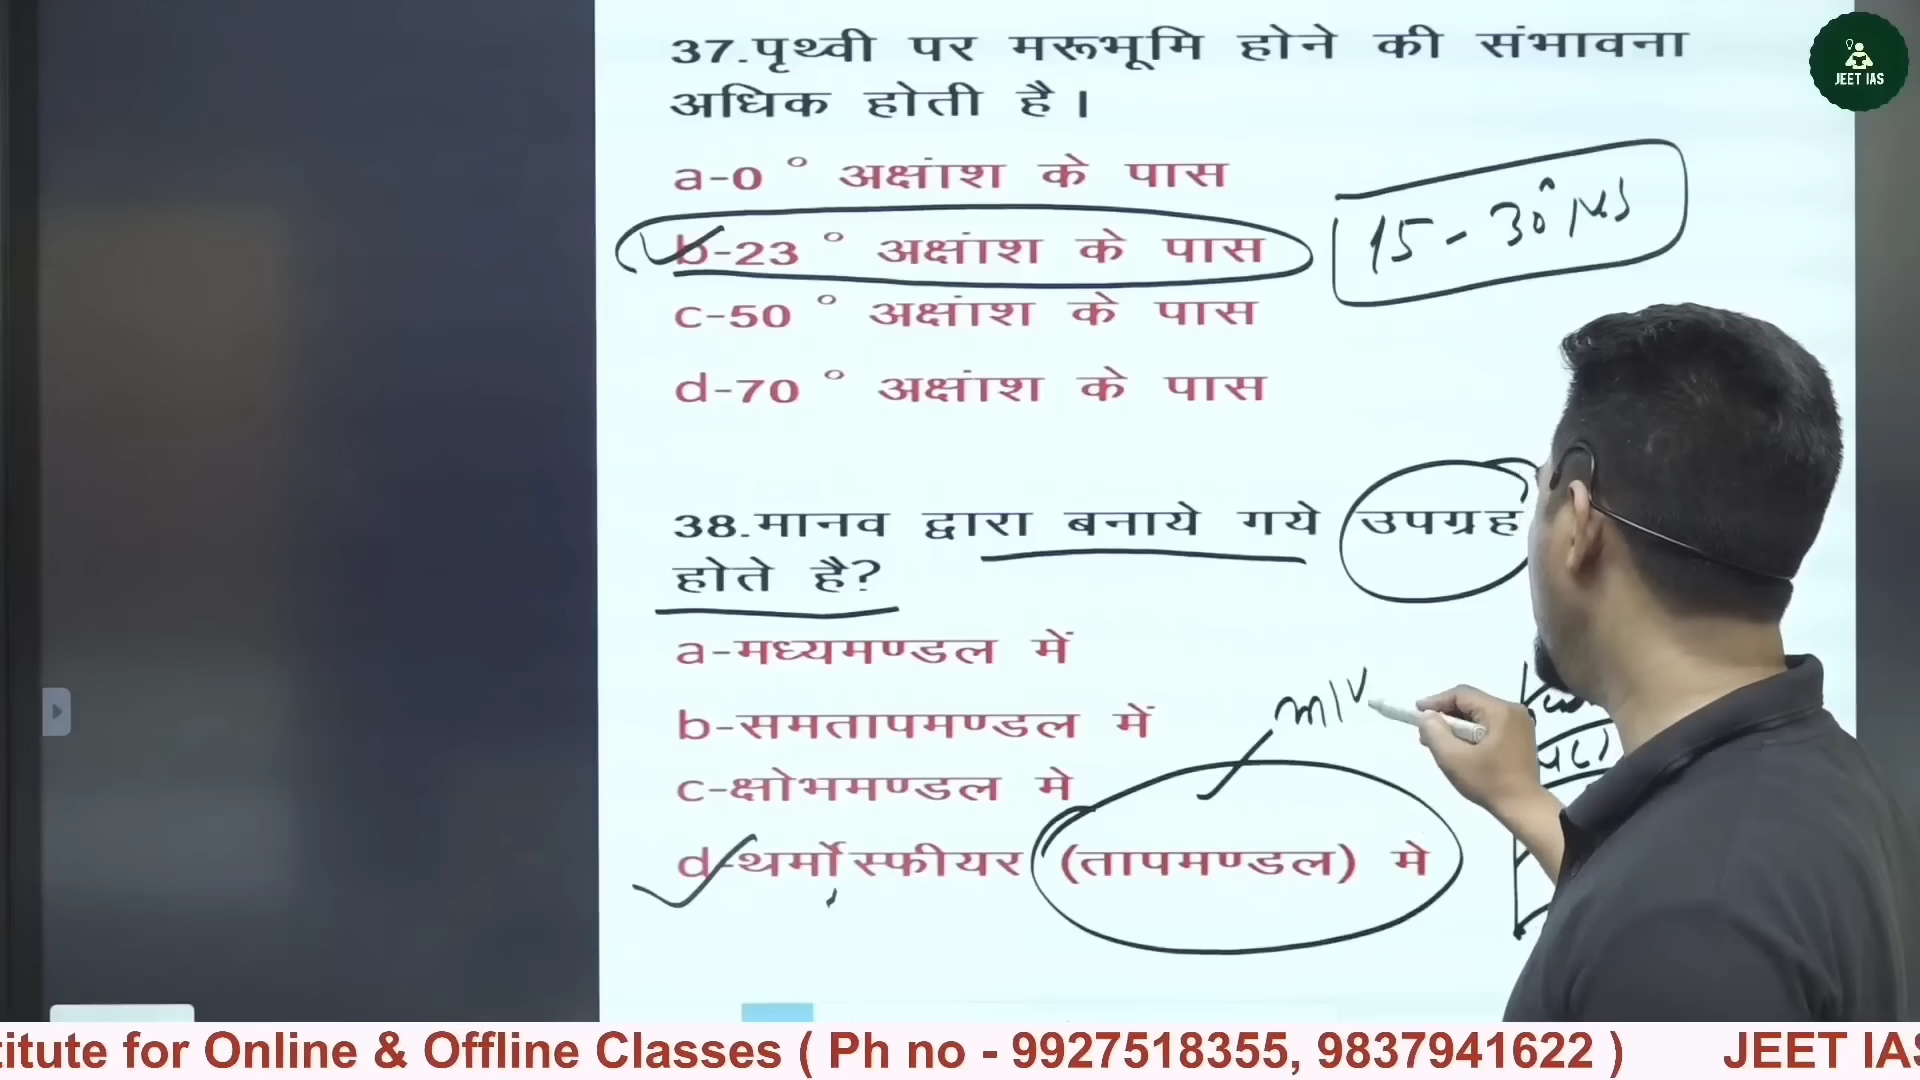 37.पृथ्वी पर मरूभूमि होने की संभावना
अधिक होती है।
a-0 ° अक्षांश के पास
b-23 ° अक्षांश के पास
15-30°
c-50 ° अक्षांश के पास
d-70 ° अक्षांश के पास
38.मानव द्वारा बनाये गये उपग्रह
होते है?
a-मध्यमण्डल में
b-समतापमण्डल में
c-क्षोभमण्डल मे
d-थर्मोस्फीयर (तापमण्डल) मे
JEET IAS
titute for Online & Offline Classes ( Ph no - 9927518355, 9837941622 ) JEET IAS